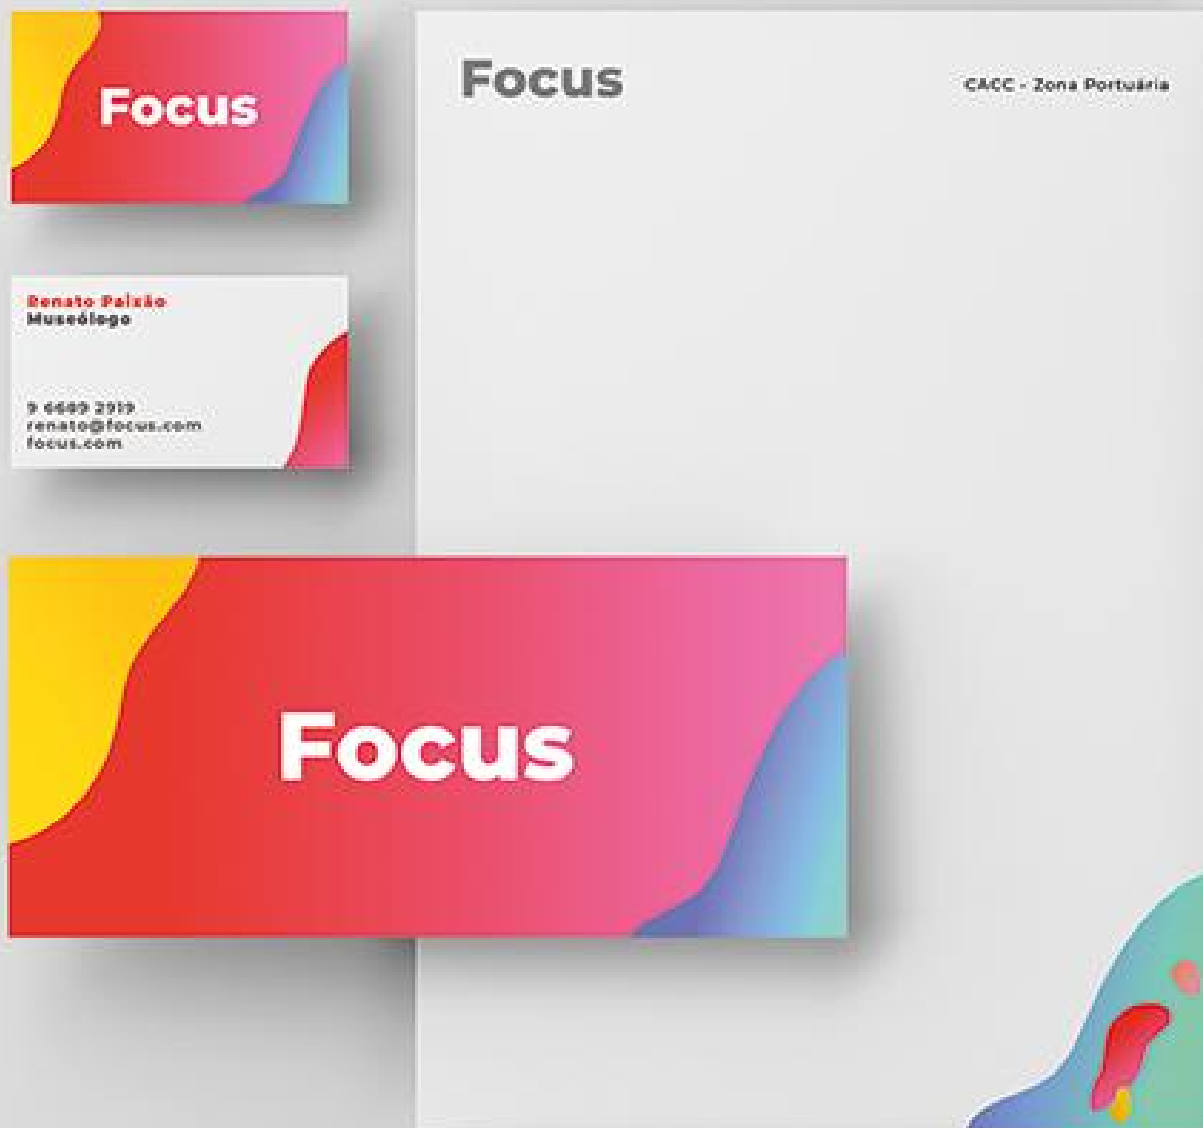 Focus
Focus
CACC - Zona Portuária
Renato Paixão
Museólogo
9 6689 2919
renato@focus.com
focus.com
Focus